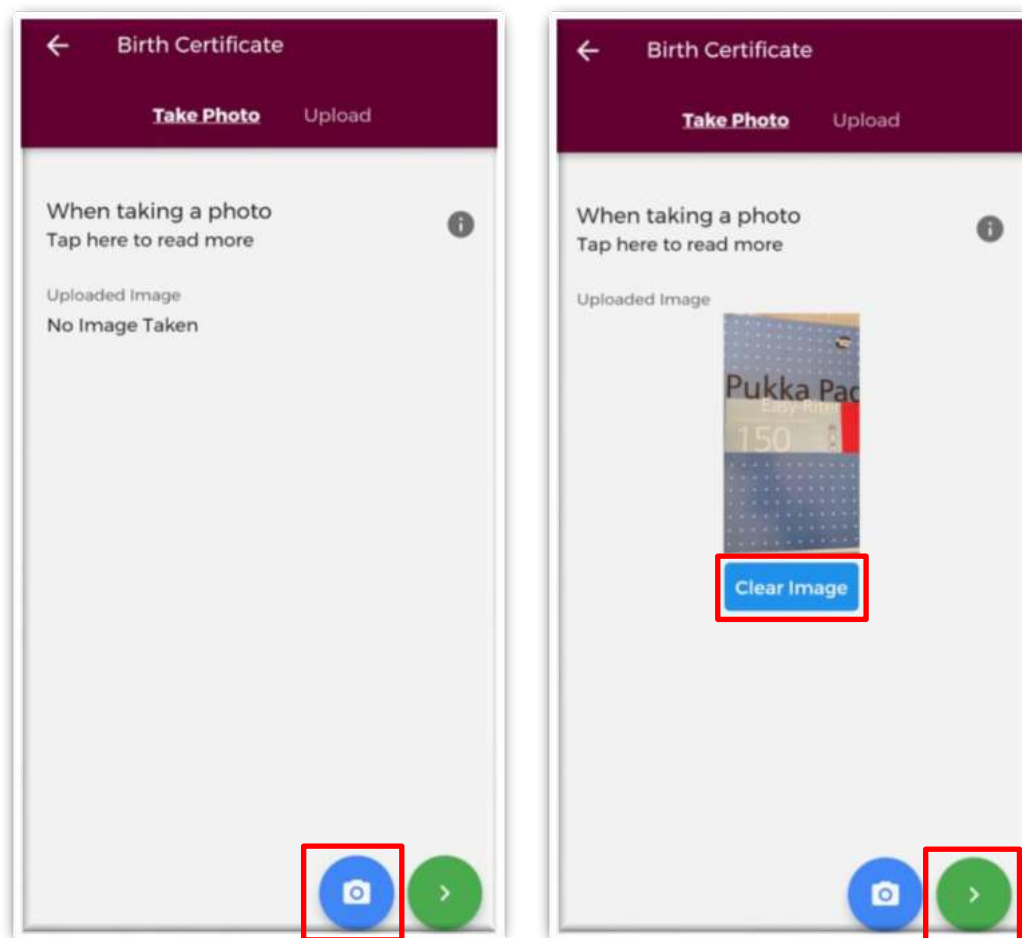 Birth Certificate
Take Photo Upload
When taking a photo
Tap here to read more
Uploaded Image
No Image Taken
Birth Certificate
Take Photo Upload
When taking a photo
Tap here to read more
Uploaded Image
Pukka Pad
Easy-Riter
150
Clear Image